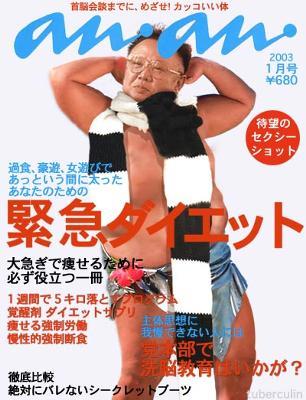 首脳会談までに、めざせ! カッコいい体
an・an・
2003
1月号
¥680
待望の
セクシー
ショット
過食、豪遊、女遊びで
あっという間に太った
あなたのための
緊急ダイエット
大急ぎで痩せるために
必ず役立つ一冊
1週間で5キロ落とすプログラム
覚醒剤 ダイエットサプリ
痩せる強制労働
慢性的強制断食
主体思想に
我慢できない人には
党本部で
洗脳教育はいかが?
徹底比較
絶対にバレないシークレットブーツ
tuberculin